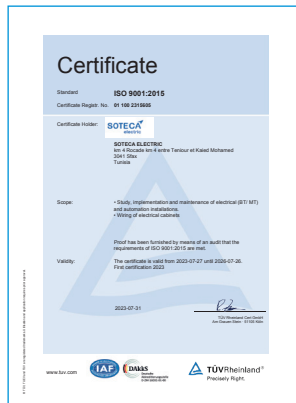 Certificate
Standard ISO 9001:2015
Certificate Registr. No. 01 100 2315605
Certificate Holder: SOTECA
electric
SOTECA ELECTRIC
km 4 Rocade km 4 entre Taniour et Kaied Mohamed
3041 Sfax
Tunisia
Scope: • Study, implementation and maintenance of electrical (BT/ MT)
and automation installations.
• Wiring of electrical cabinets
Proof has been furnished by means of an audit that the
requirements of ISO 9001:2015 are met.
Validity: The certificate is valid from 2023-07-27 until 2026-07-26.
First certification 2023
2023-07-31
TÜV Rheinland Cert GmbH
Am Grauen Stein · 51105 Köln
www.tuv.com
IAF
DAkkS
Deutsche
Akkreditierungsstelle
TÜVRheinland®
Precisely Right.